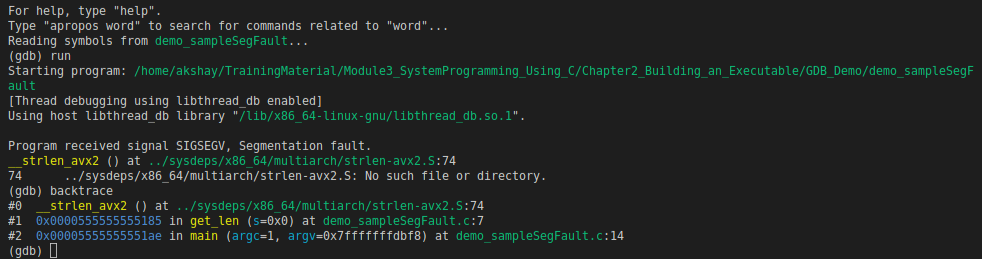 For help, type "help".
Type "apropos word" to search for commands related to "word"...
Reading symbols from demo_sampleSegFault...
(gdb) run
Starting program: /home/akshay/TrainingMaterial/Module3_SystemProgramming_Using_C/Chapter2_Building_an_Executable/GDB_Demo/demo_sampleSegF
ault
[Thread debugging using libthread_db enabled]
Using host libthread_db library "/lib/x86_64-linux-gnu/libthread_db.so.1".
Program received signal SIGSEGV, Segmentation fault.
__strlen_avx2 () at ../sysdeps/x86_64/multiarch/strlen-avx2.S:74
74 ../sysdeps/x86_64/multiarch/strlen-avx2.S: No such file or directory.
(gdb) backtrace
#0 __strlen_avx2 () at ../sysdeps/x86_64/multiarch/strlen-avx2.S:74
#1 0x0000555555555185 in get_len (s=0x0) at demo_sampleSegFault.c:7
#2 0x00005555555551ae in main (argc=1, argv=0x7fffffffdbf8) at demo_sampleSegFault.c:14
(gdb)